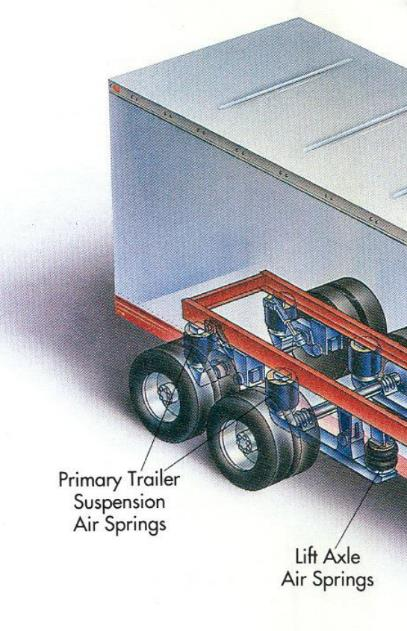 Primary Trailer
Suspension
Air Springs
Lift Axle
Air Springs